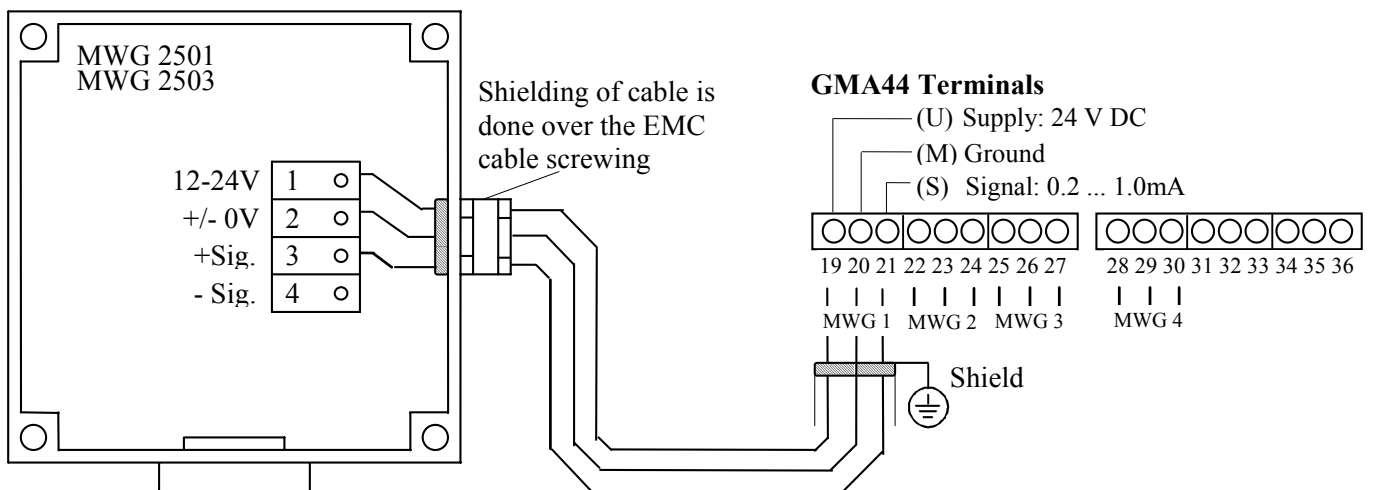 MWG 2501
MWG 2503
12-24V 1
+/- 0V 2
+Sig. 3
- Sig. 4
Shielding of cable is
done over the EMC
cable screwing
GMA44 Terminals
(U) Supply: 24 V DC
(M) Ground
(S) Signal: 0.2 ... 1.0mA
19 20 21 22 23 24 25 26 27 28 29 30 31 32 33 34 35 36
MWG 1 MWG 2 MWG 3 MWG 4
Shield